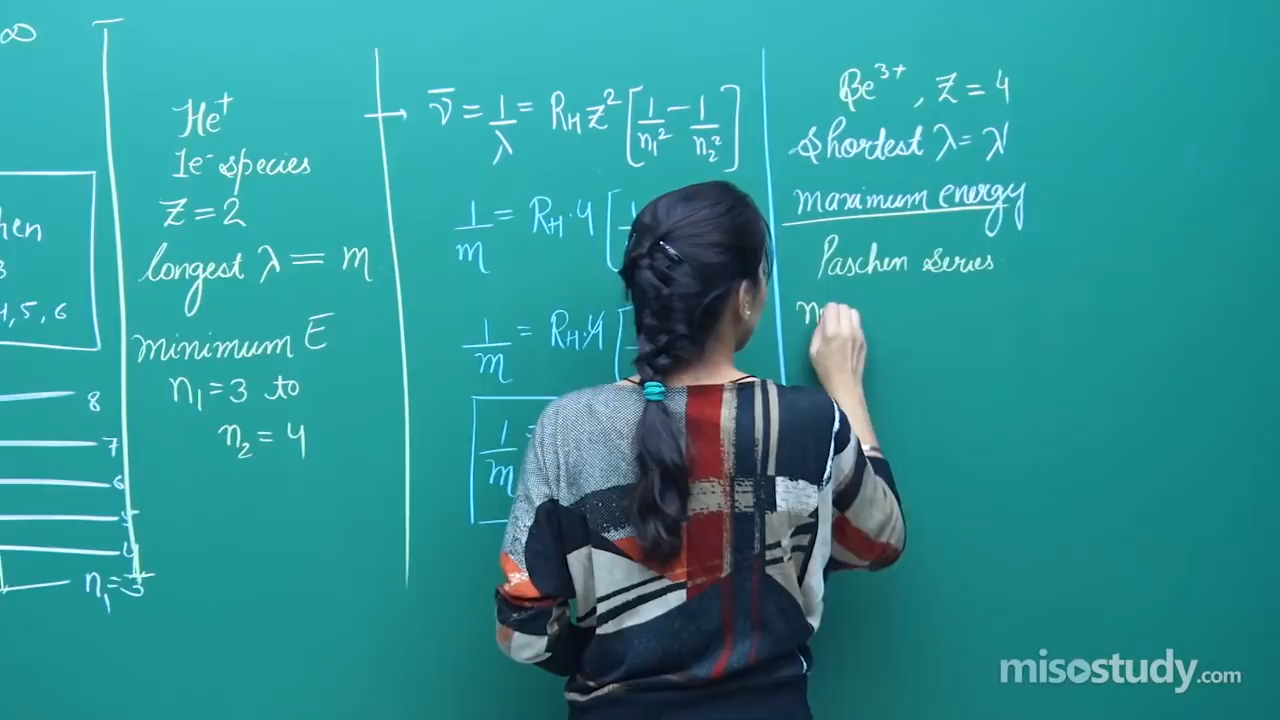 ∞
3
4, 5, 6
8
7
6
5
4
n₁=3
He⁺
1e⁻ species
Z=2
longest λ = m
minimum E
n₁=3 to
n₂=4
ν̅ = 1/λ = R_H Z² [1/n₁² − 1/n₂²]
1/m = R_H·4 [
1/m = R_H·4 [
1/m =
Be³⁺, Z=4
shortest λ = λ'
maximum energy
Paschen series
n
misostudy.com